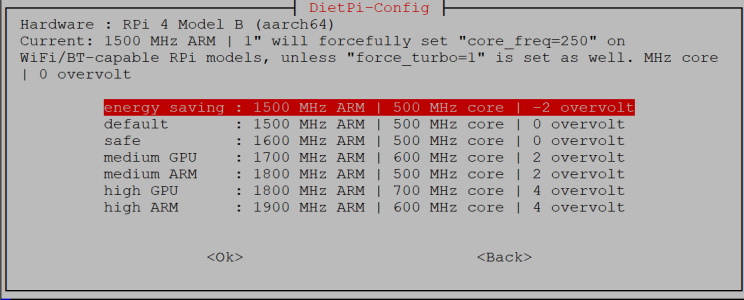 DietPi-Config
Hardware : RPi 4 Model B (aarch64)
Current: 1500 MHz ARM | 1" will forcefully set "core_freq=250" on
WiFi/BT-capable RPi models, unless "force_turbo=1" is set as well. MHz core
| 0 overvolt
energy saving : 1500 MHz ARM | 500 MHz core | -2 overvolt
default : 1500 MHz ARM | 500 MHz core | 0 overvolt
safe : 1600 MHz ARM | 500 MHz core | 0 overvolt
medium GPU : 1700 MHz ARM | 600 MHz core | 2 overvolt
medium ARM : 1800 MHz ARM | 500 MHz core | 2 overvolt
high GPU : 1800 MHz ARM | 700 MHz core | 4 overvolt
high ARM : 1900 MHz ARM | 600 MHz core | 4 overvolt
<Ok> <Back>